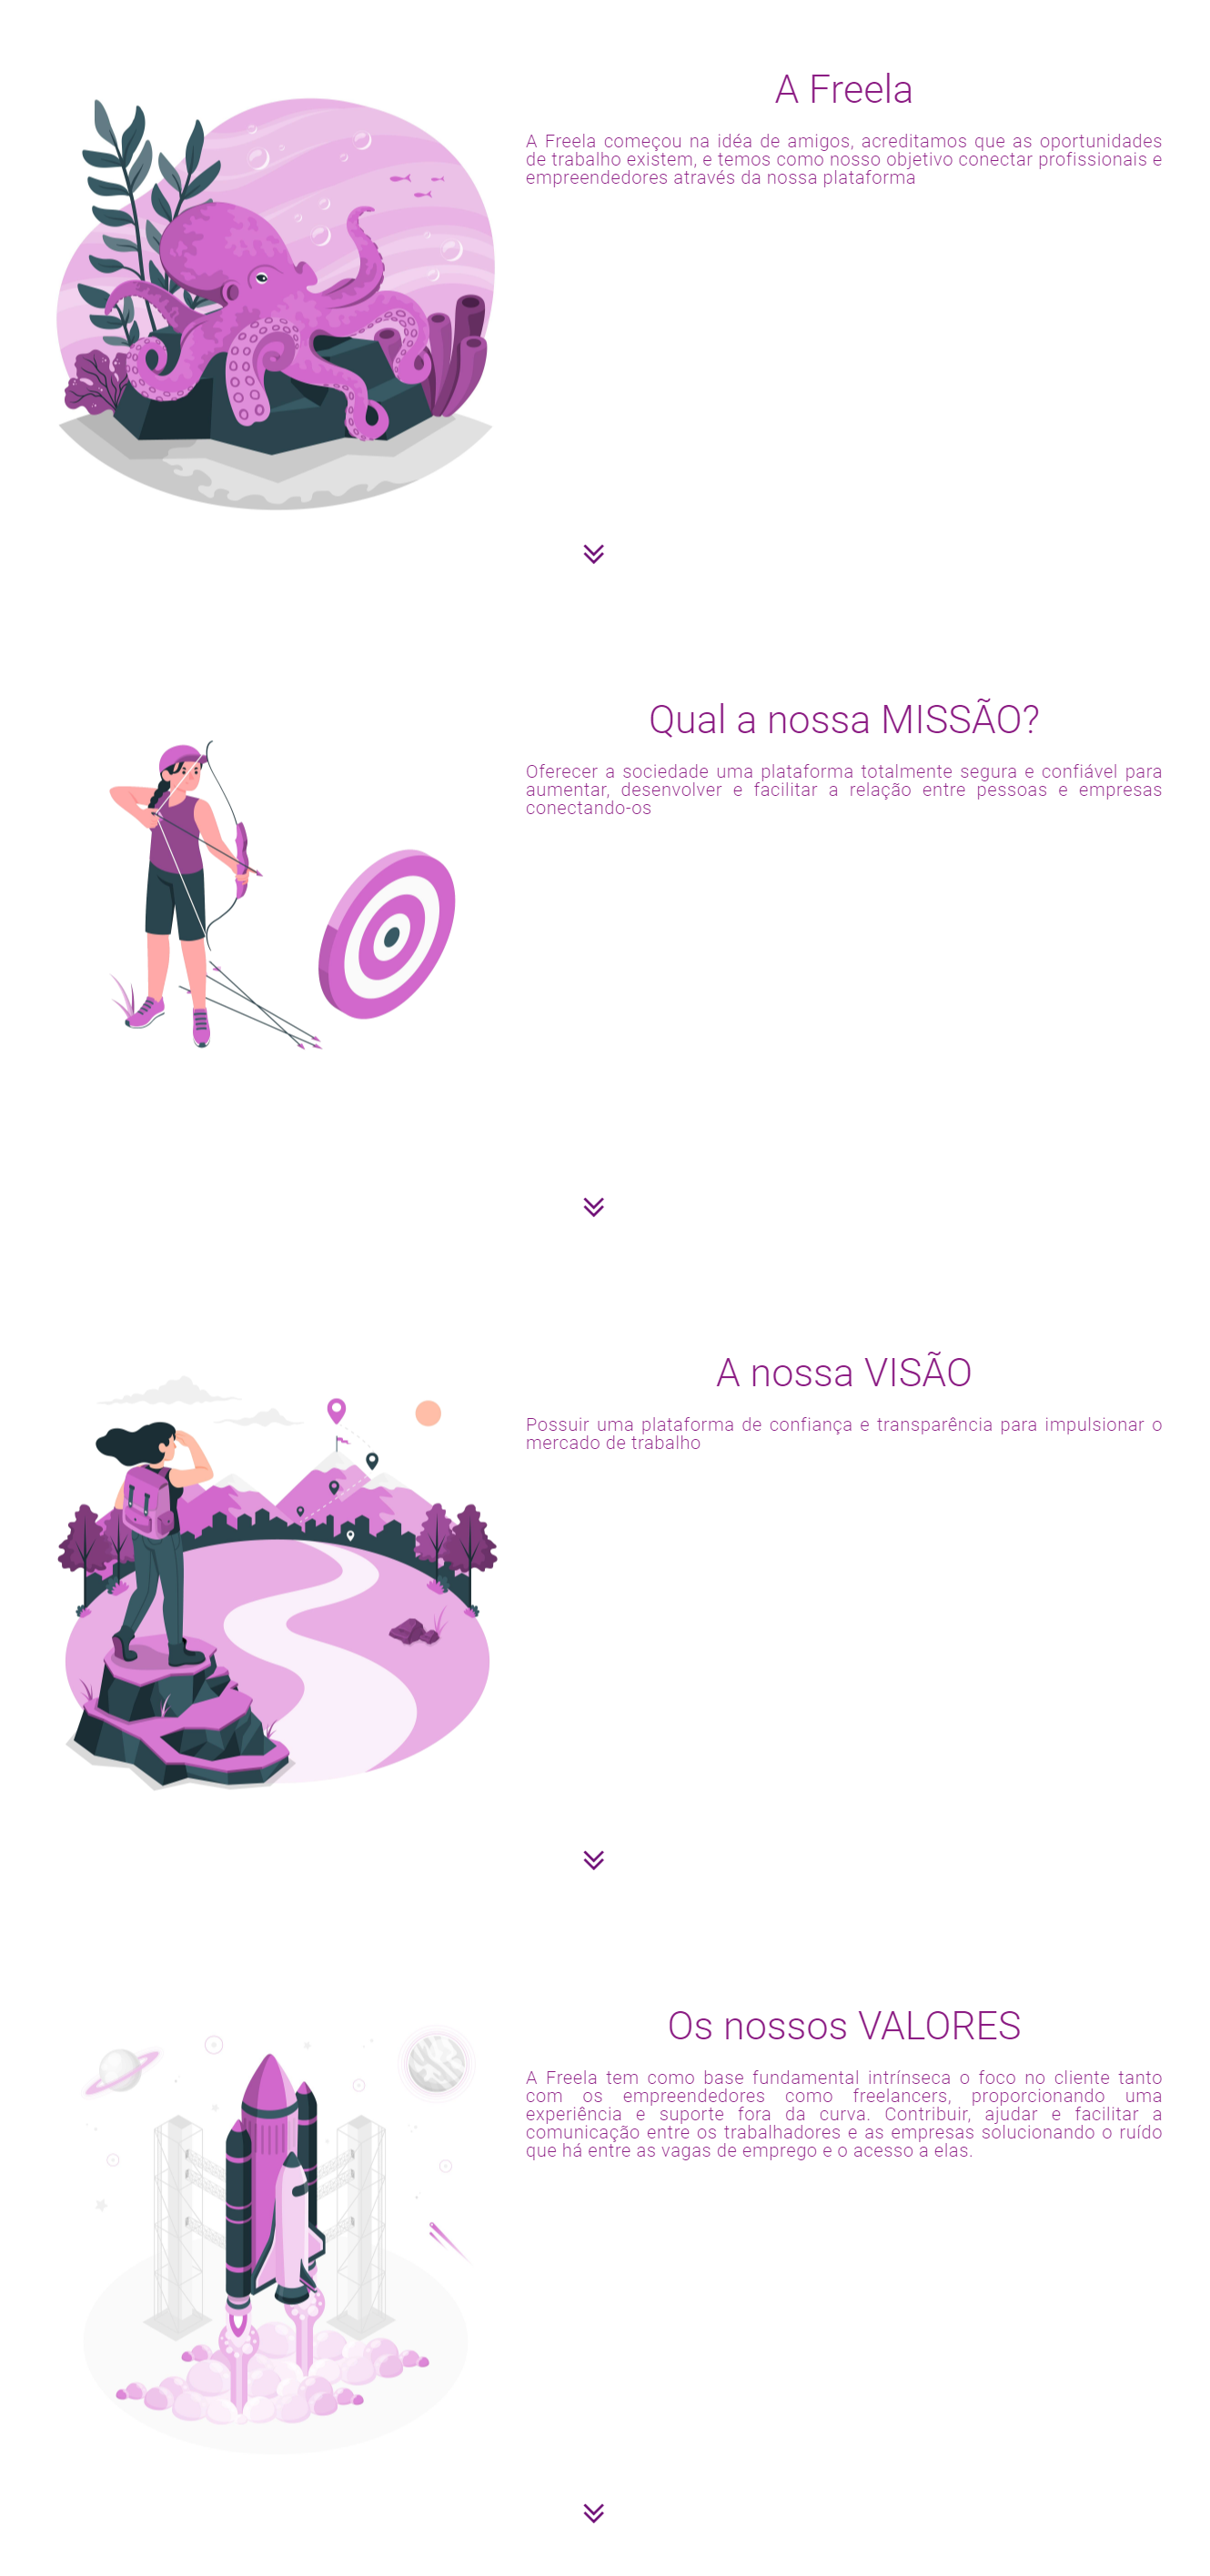 A Freela
A Freela começou na idéa de amigos, acreditamos que as oportunidades
de trabalho existem, e temos como nosso objetivo conectar profissionais e
empreendedores através da nossa plataforma
Qual a nossa MISSÃO?
Oferecer a sociedade uma plataforma totalmente segura e confiável para
aumentar, desenvolver e facilitar a relação entre pessoas e empresas
conectando-os
A nossa VISÃO
Possuir uma plataforma de confiança e transparência para impulsionar o
mercado de trabalho
Os nossos VALORES
A Freela tem como base fundamental intrínseca o foco no cliente tanto
com os empreendedores como freelancers, proporcionando uma
experiência e suporte fora da curva. Contribuir, ajudar e facilitar a
comunicação entre os trabalhadores e as empresas solucionando o ruído
que há entre as vagas de emprego e o acesso a elas.